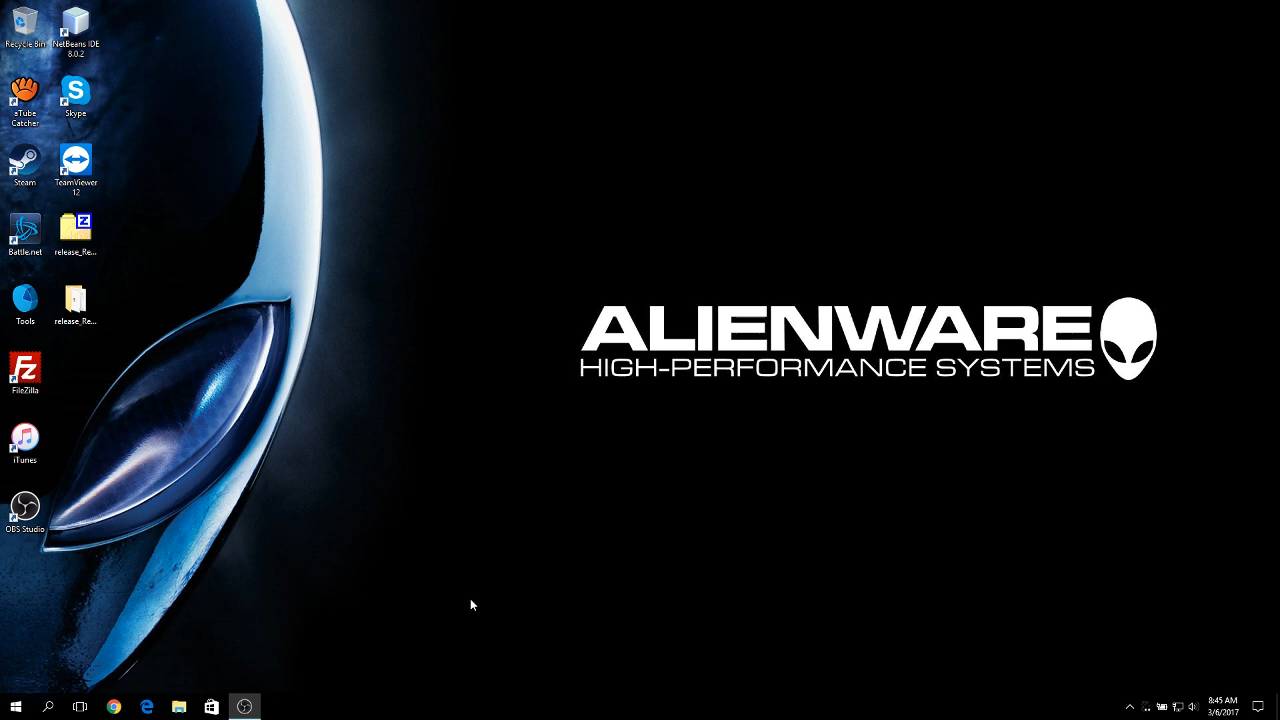 Recycle Bin
NetBeans IDE
8.0.2
aTube
Catcher
Skype
Steam
TeamViewer
12
Battle.net
release_Re...
Tools
release_Re...
FileZilla
iTunes
OBS Studio
ALIENWARE
HIGH-PERFORMANCE SYSTEMS
8:45 AM
3/6/2017